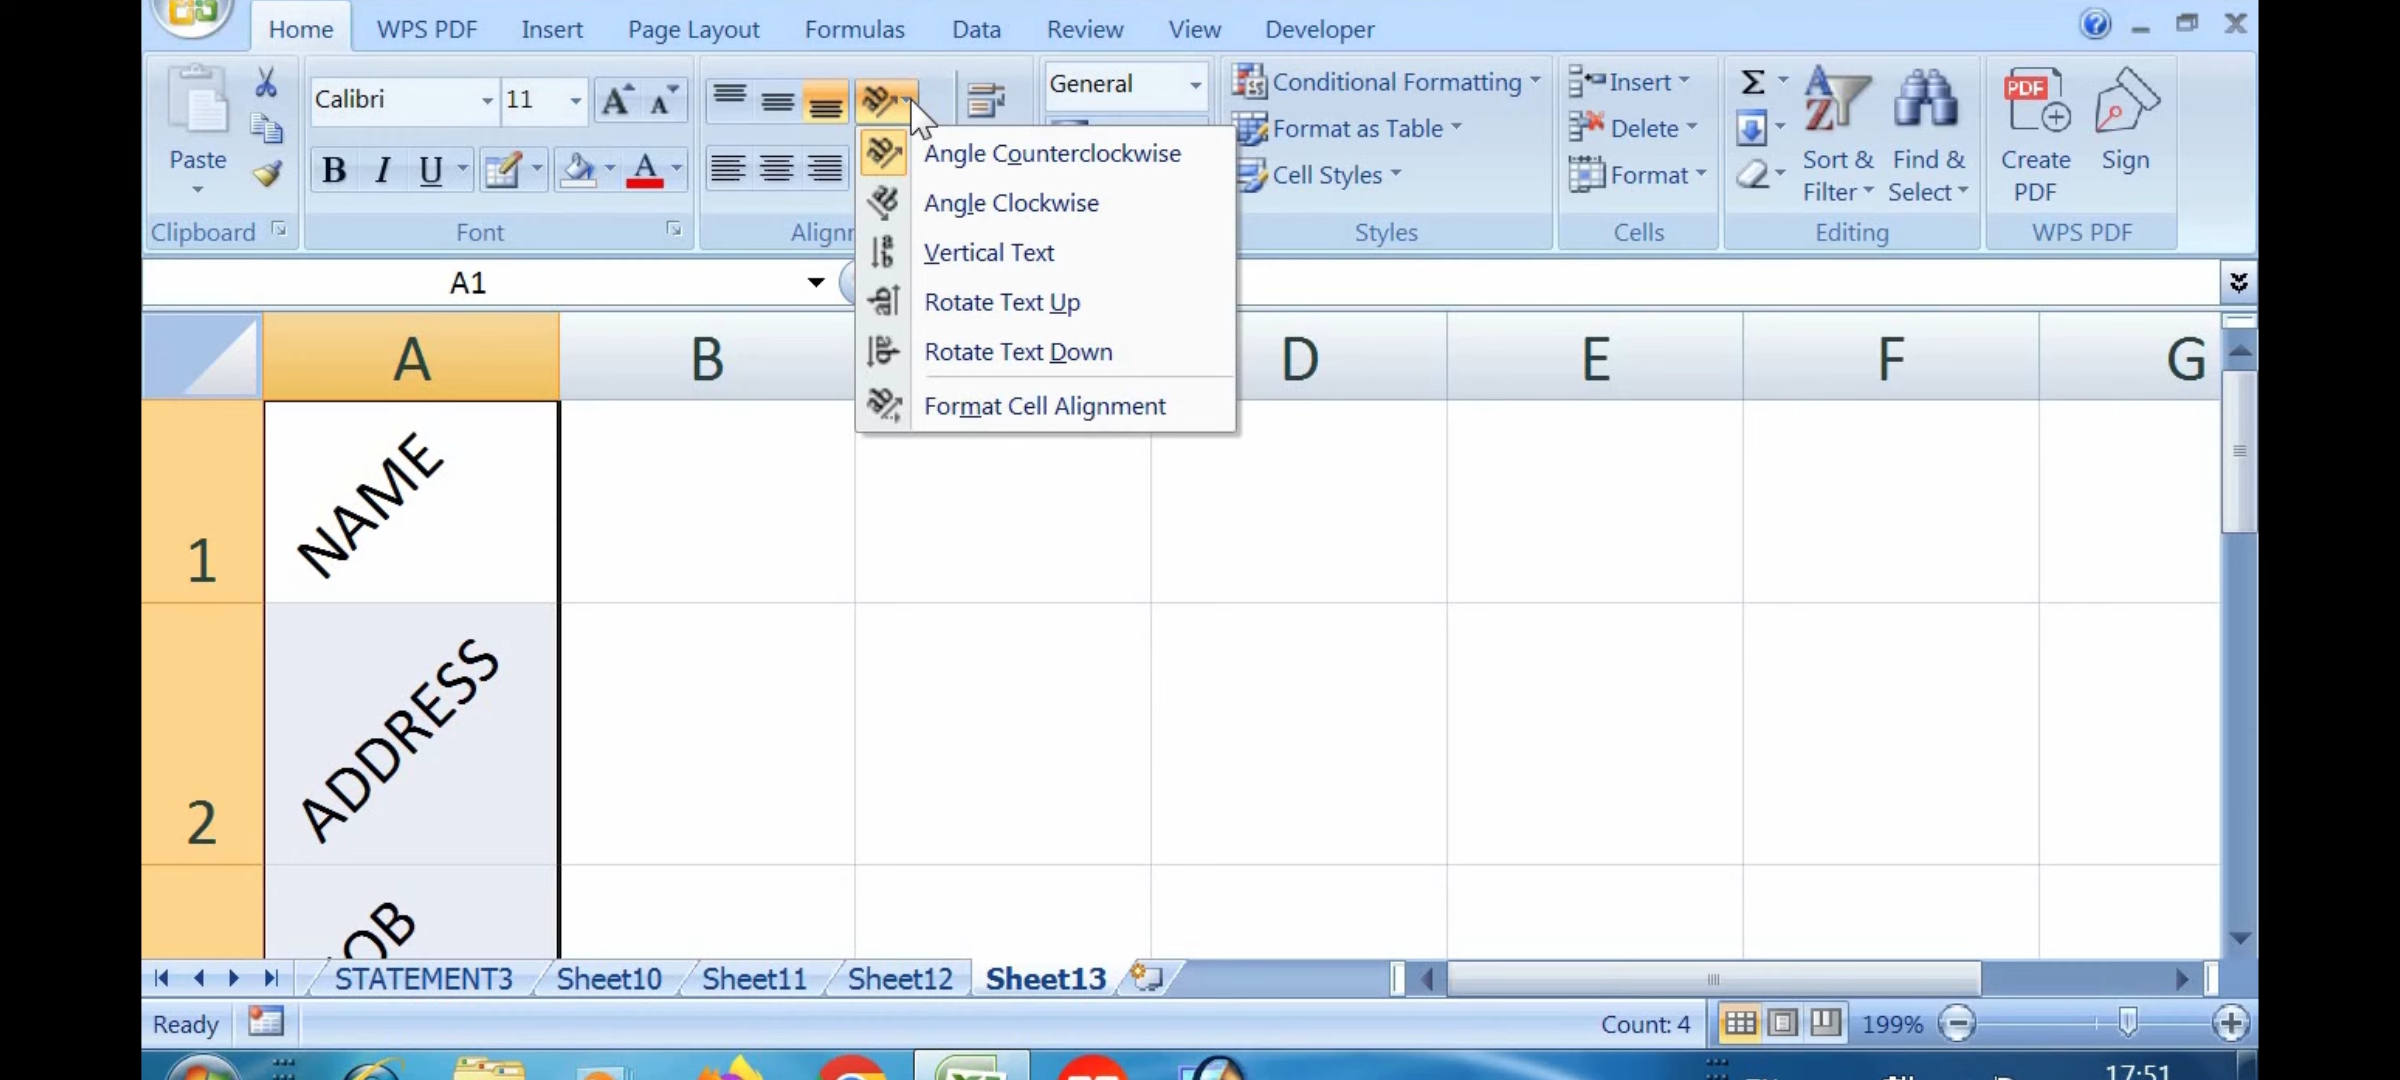 Home WPS PDF Insert Page Layout Formulas Data Review View Developer
Calibri 11 General Conditional Formatting Insert Σ
Format as Table Delete
Paste B I U A Cell Styles Format Sort & Filter Find & Select Create PDF Sign
Clipboard Font Styles Cells Editing WPS PDF
Angle Counterclockwise
Angle Clockwise
Vertical Text
Rotate Text Up
Rotate Text Down
Format Cell Alignment
A1
A B D E F G
1 NAME
2 ADDRESS
OB
STATEMENT3 Sheet10 Sheet11 Sheet12 Sheet13
Ready Count: 4 199%
17:51